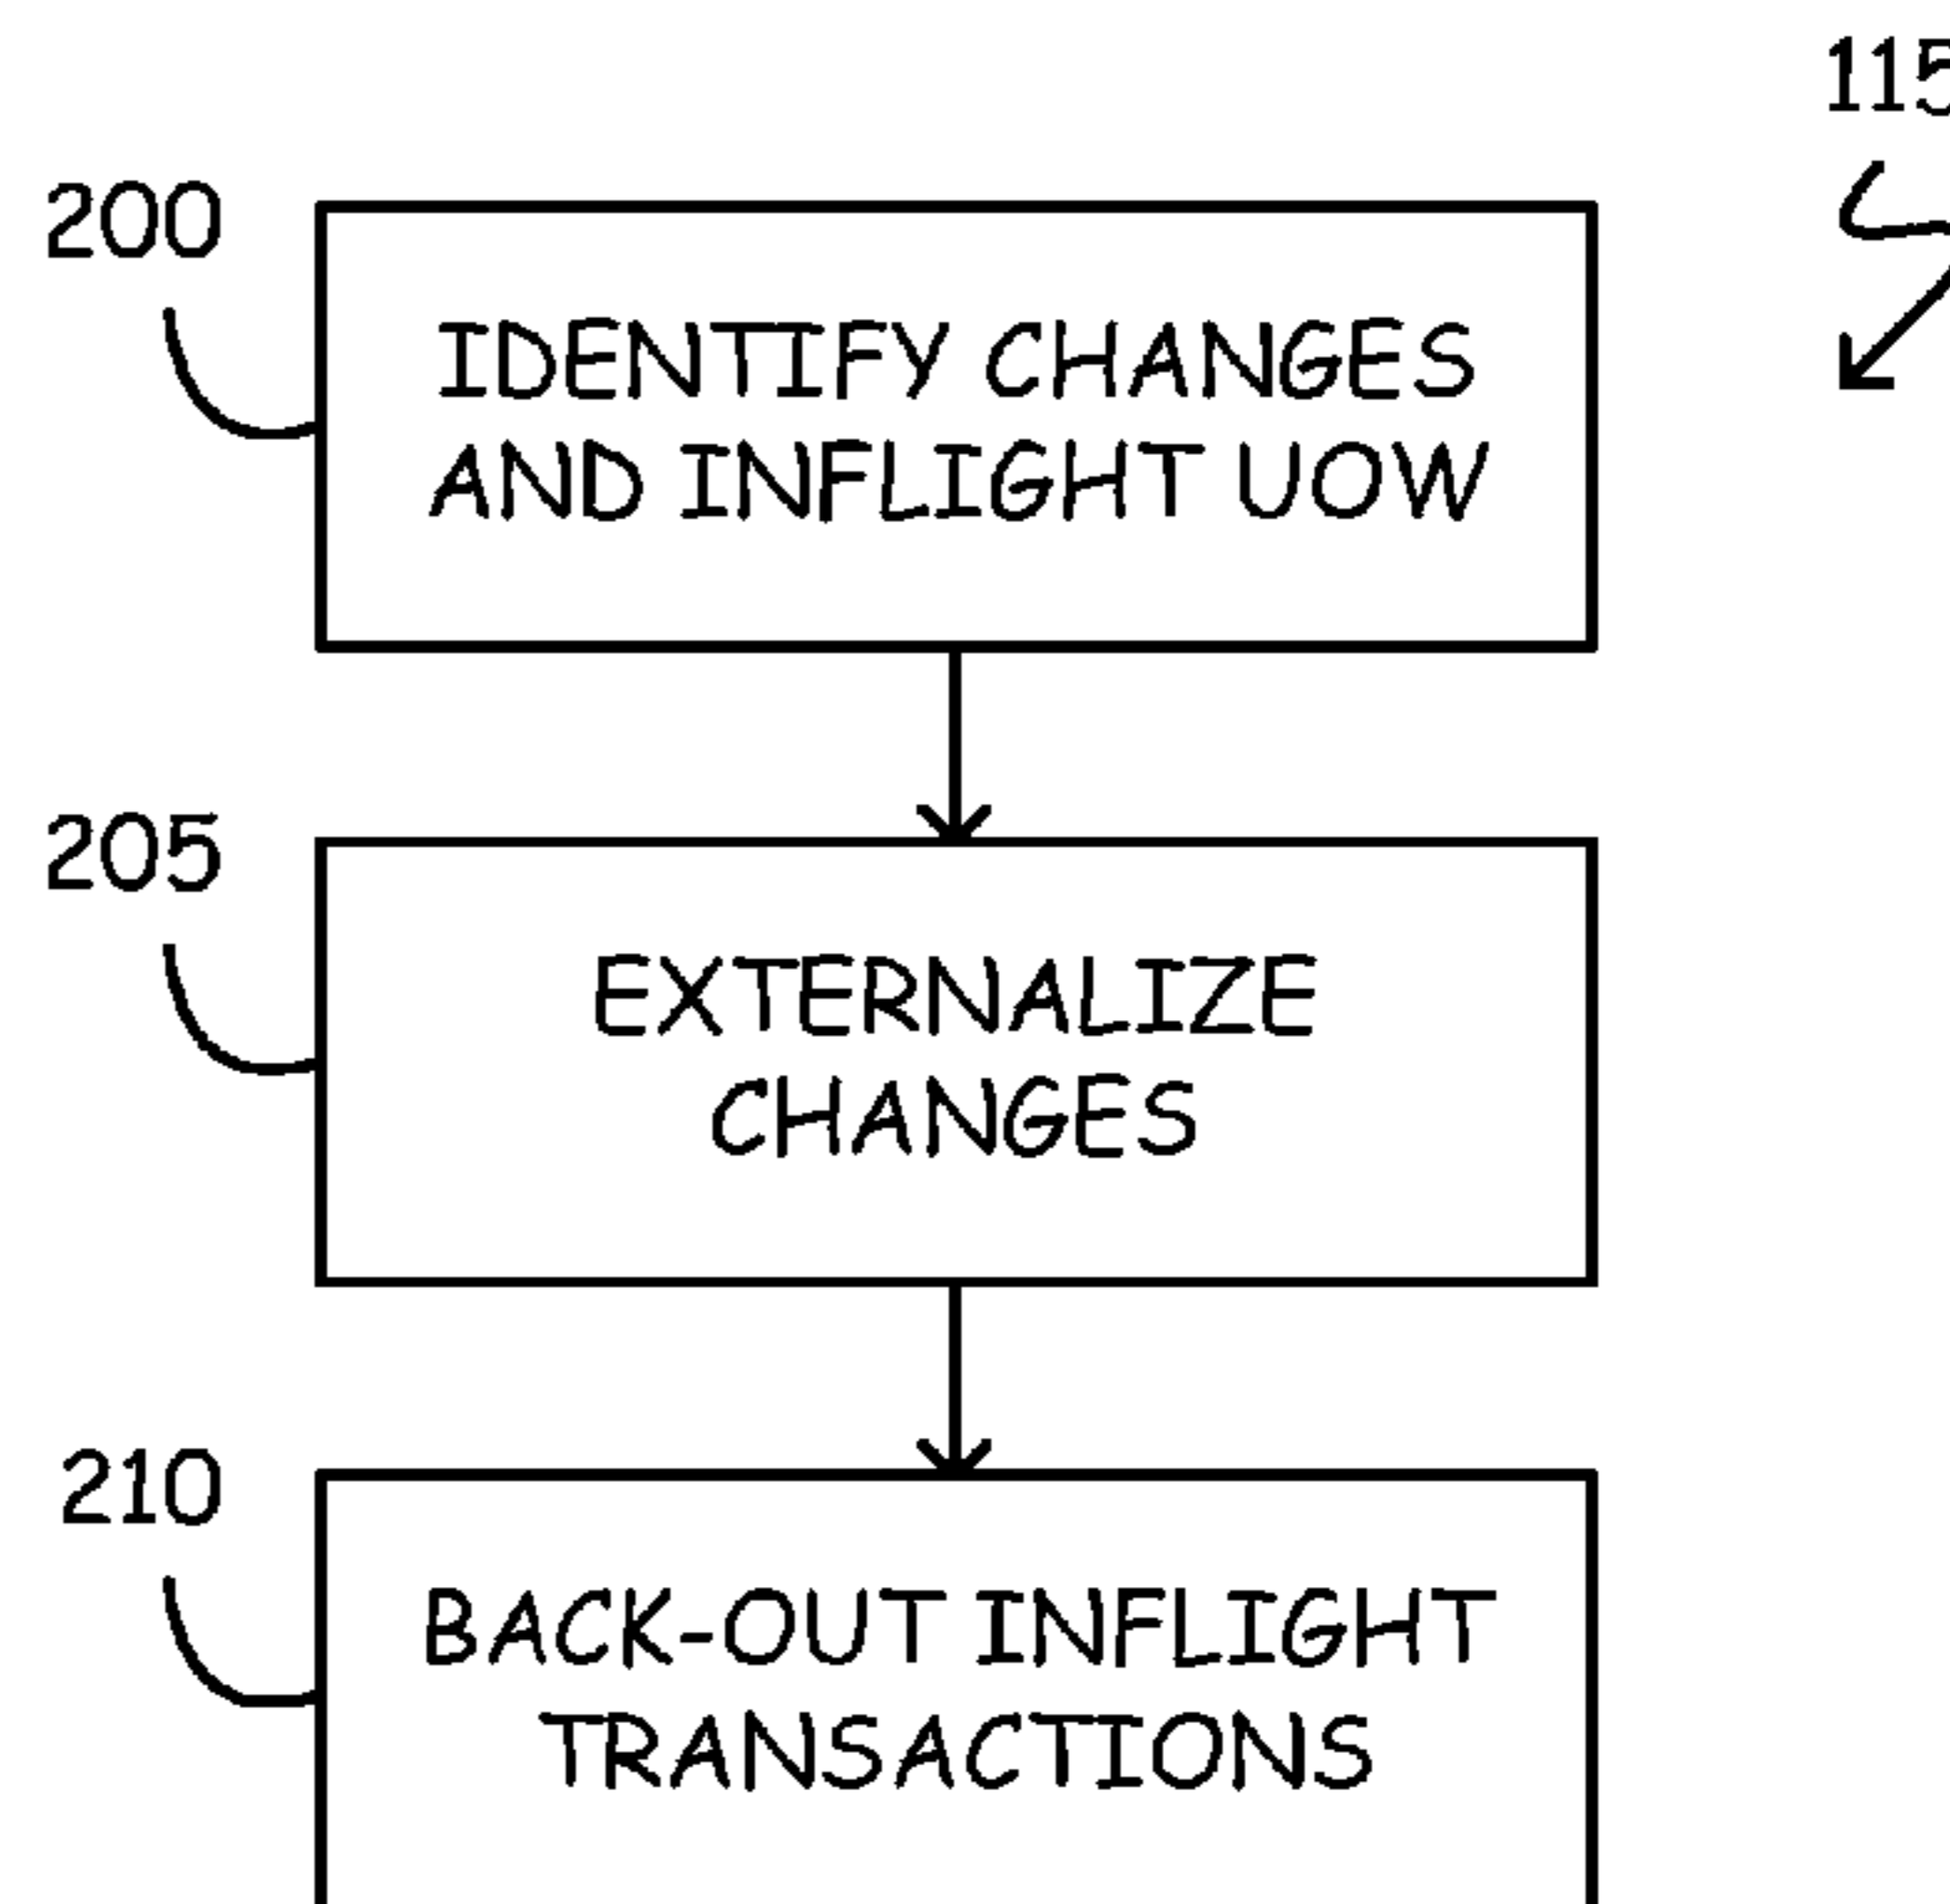 115
200
IDENTIFY CHANGES
AND INFLIGHT UOW
205
EXTERNALIZE
CHANGES
210
BACK-OUT INFLIGHT
TRANSACTIONS